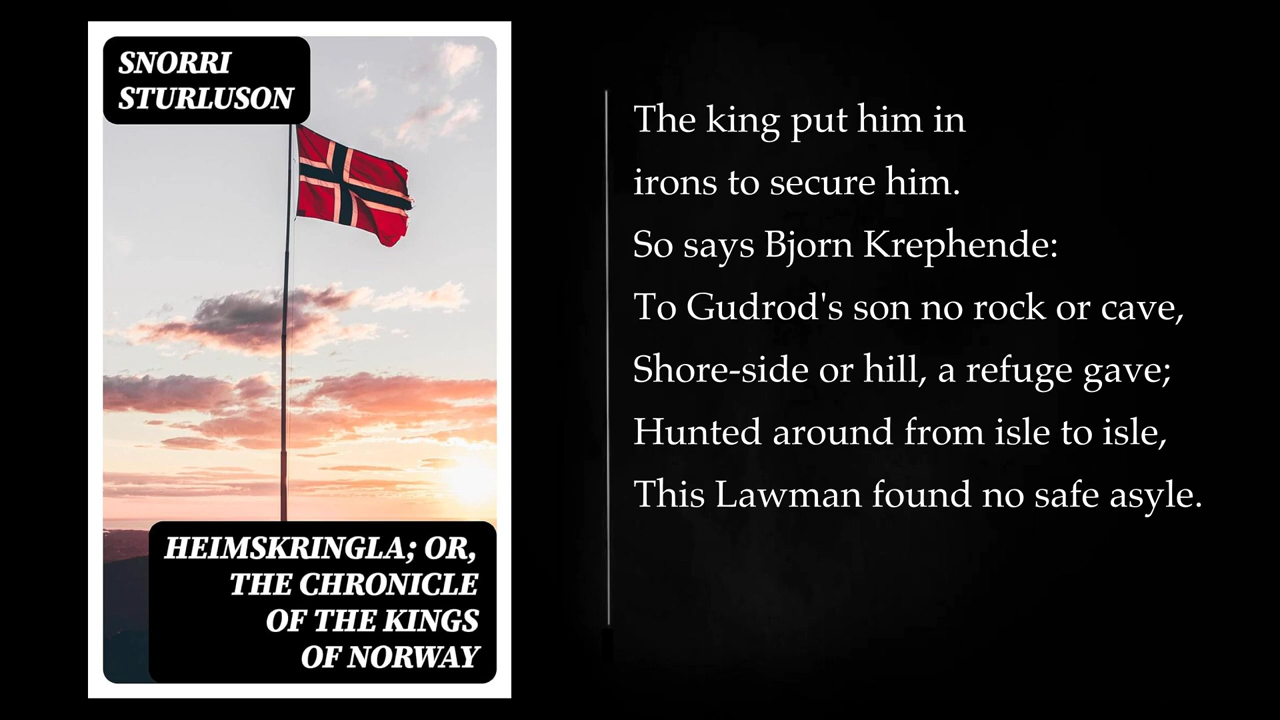 SNORRI
STURLUSON
HEIMSKRINGLA; OR,
THE CHRONICLE
OF THE KINGS
OF NORWAY
The king put him in
irons to secure him.
So says Bjorn Krephende:
To Gudrod's son no rock or cave,
Shore-side or hill, a refuge gave;
Hunted around from isle to isle,
This Lawman found no safe asyle.